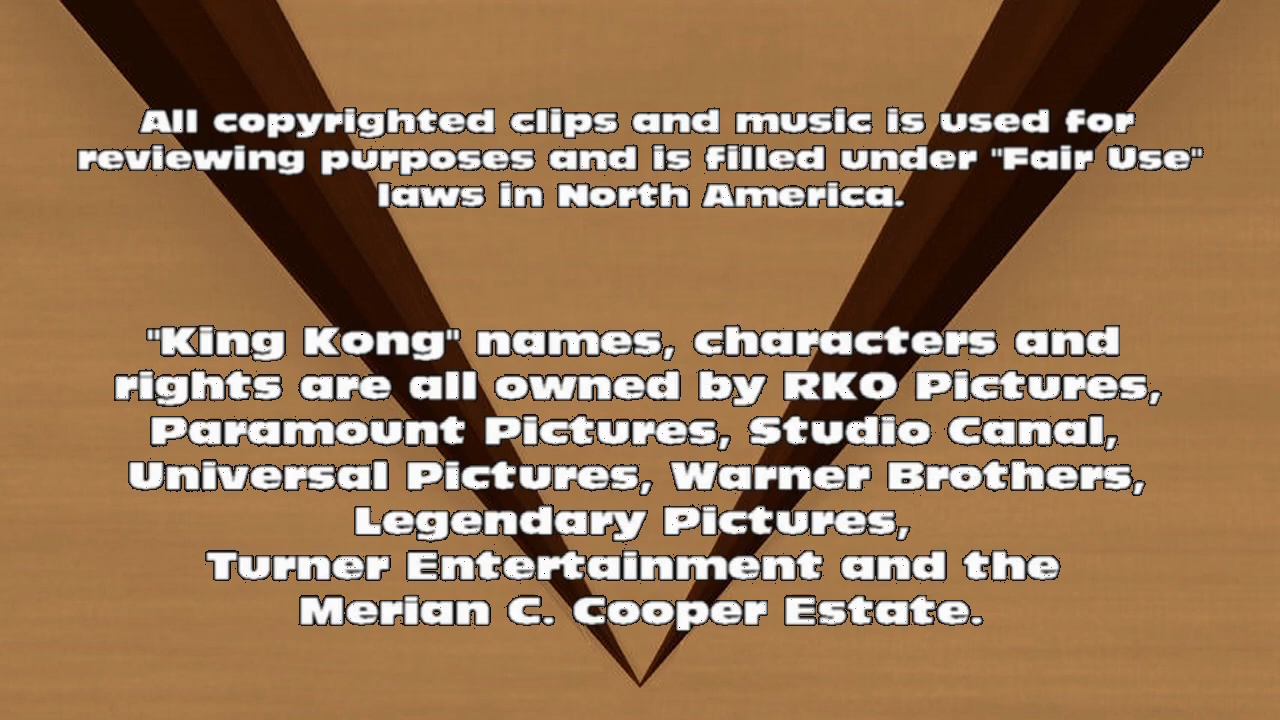 All copyrighted clips and music is used for
reviewing purposes and is filled under "Fair Use"
laws in North America.
"King Kong" names, characters and
rights are all owned by RKO Pictures,
Paramount Pictures, Studio Canal,
Universal Pictures, Warner Brothers,
Legendary Pictures,
Turner Entertainment and the
Merian C. Cooper Estate.